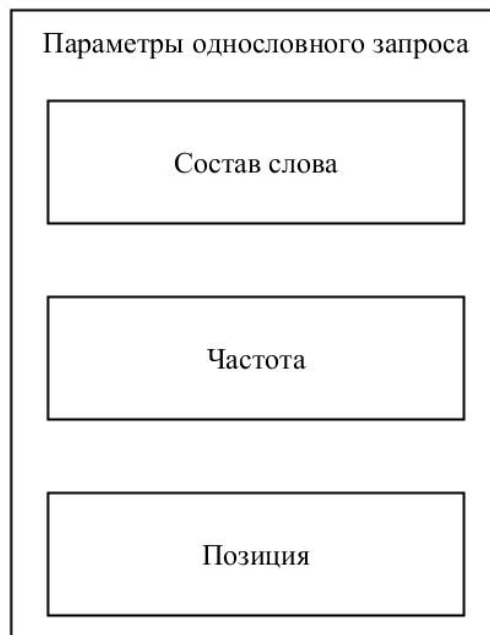 Параметры однословного запроса
Состав слова
Частота
Позиция